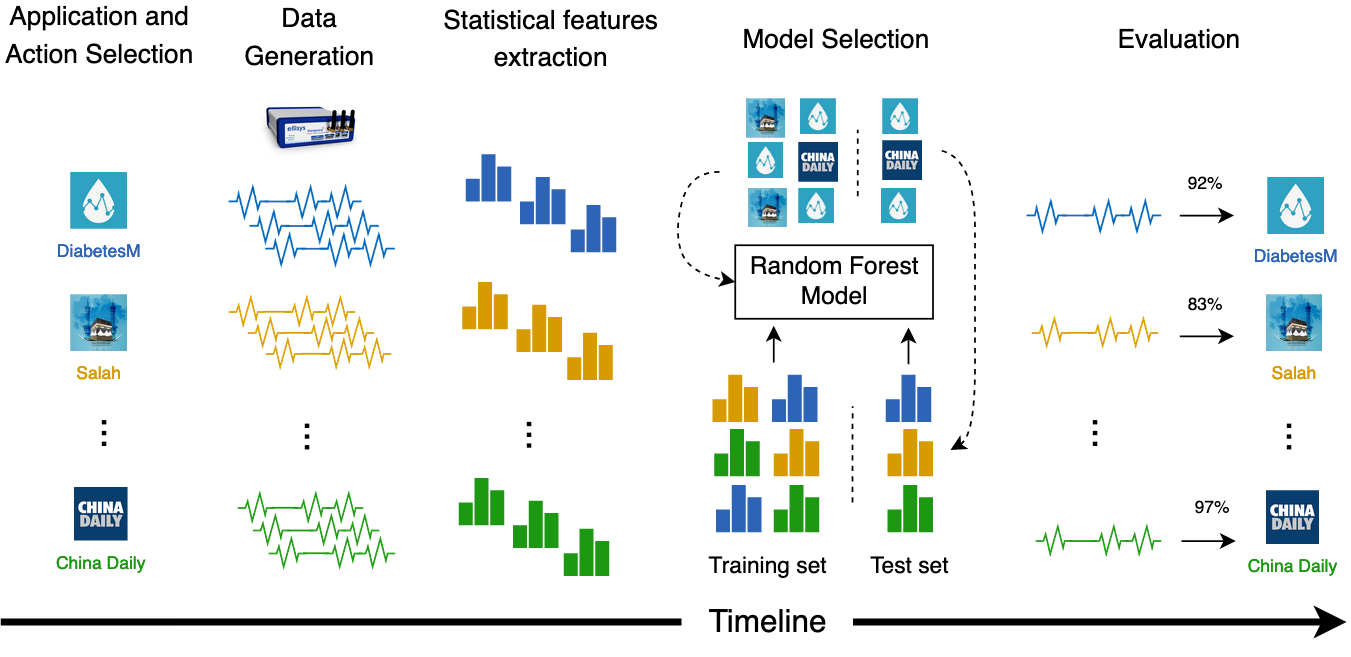 Application and
Action Selection
Data
Generation
Statistical features
extraction
Model Selection
Evaluation
ellisys
DiabetesM
Salah
China Daily
CHINA
DAILY
CHINA
DAILY
CHINA
DAILY
Random Forest
Model
Training set
Test set
92%
DiabetesM
83%
Salah
97%
CHINA
DAILY
China Daily
Timeline